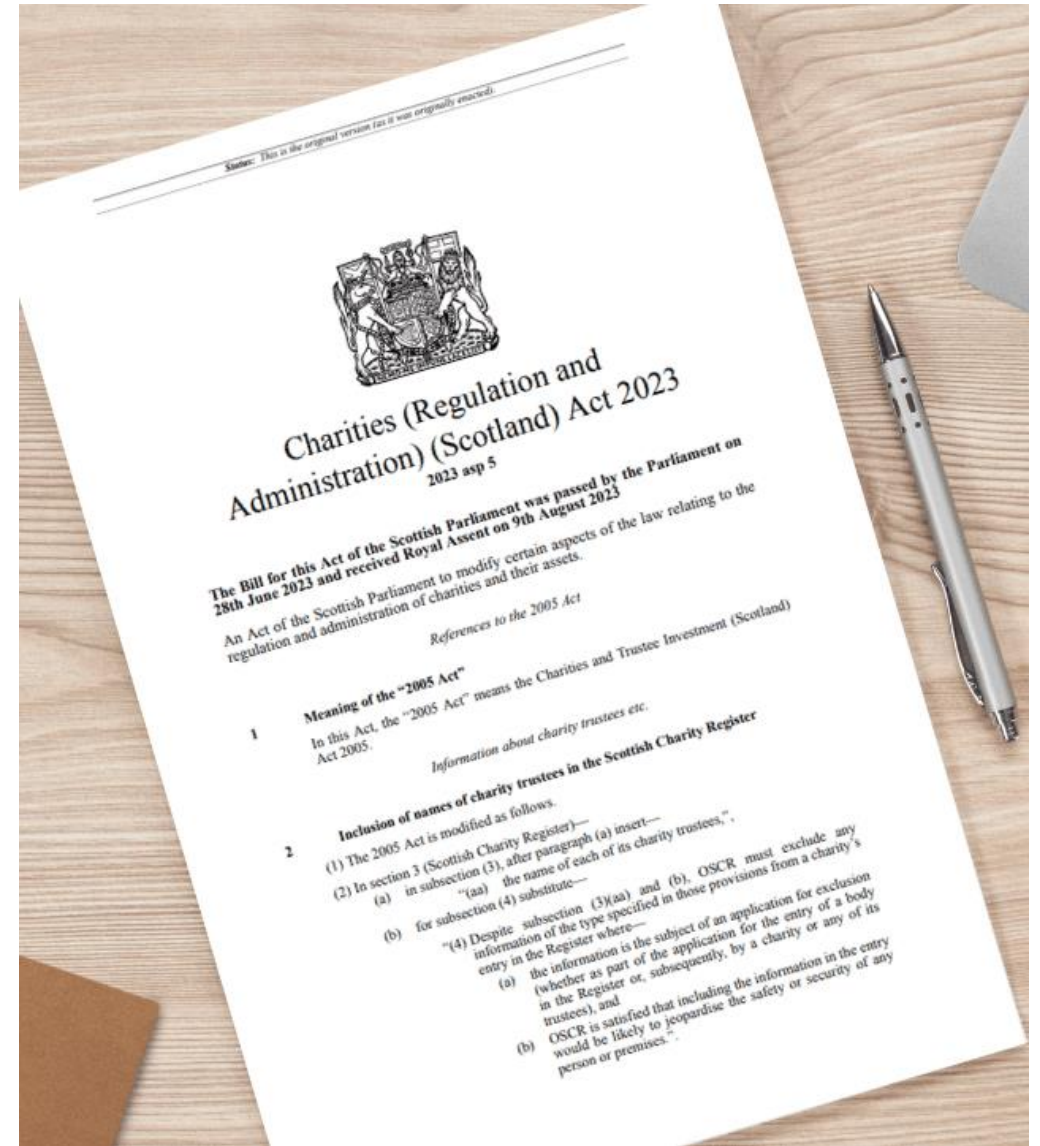 Status: This is the original version (as it was originally enacted).
Charities (Regulation and
Administration) (Scotland) Act 2023
2023 asp 5
The Bill for this Act of the Scottish Parliament was passed by the Parliament on
28th June 2023 and received Royal Assent on 9th August 2023
An Act of the Scottish Parliament to modify certain aspects of the law relating to the
regulation and administration of charities and their assets.
References to the 2005 Act
Meaning of the “2005 Act”
1 In this Act, the “2005 Act” means the Charities and Trustee Investment (Scotland)
Act 2005.
Information about charity trustees etc.
Inclusion of names of charity trustees in the Scottish Charity Register
2 (1) The 2005 Act is modified as follows.
(2) In section 3 (Scottish Charity Register)—
(a) in subsection (3), after paragraph (a) insert—
“(aa) the name of each of its charity trustees,”,
(b) for subsection (4) substitute—
“(4) Despite subsection (3)(aa) and (b), OSCR must exclude any
information of the type specified in those provisions from a charity’s
entry in the Register where—
(a) the information is the subject of an application for exclusion
(whether as part of the application for the entry of a body
in the Register or, subsequently, by a charity or any of its
trustees), and
(b) OSCR is satisfied that including the information in the entry
would be likely to jeopardise the safety or security of any
person or premises.”.